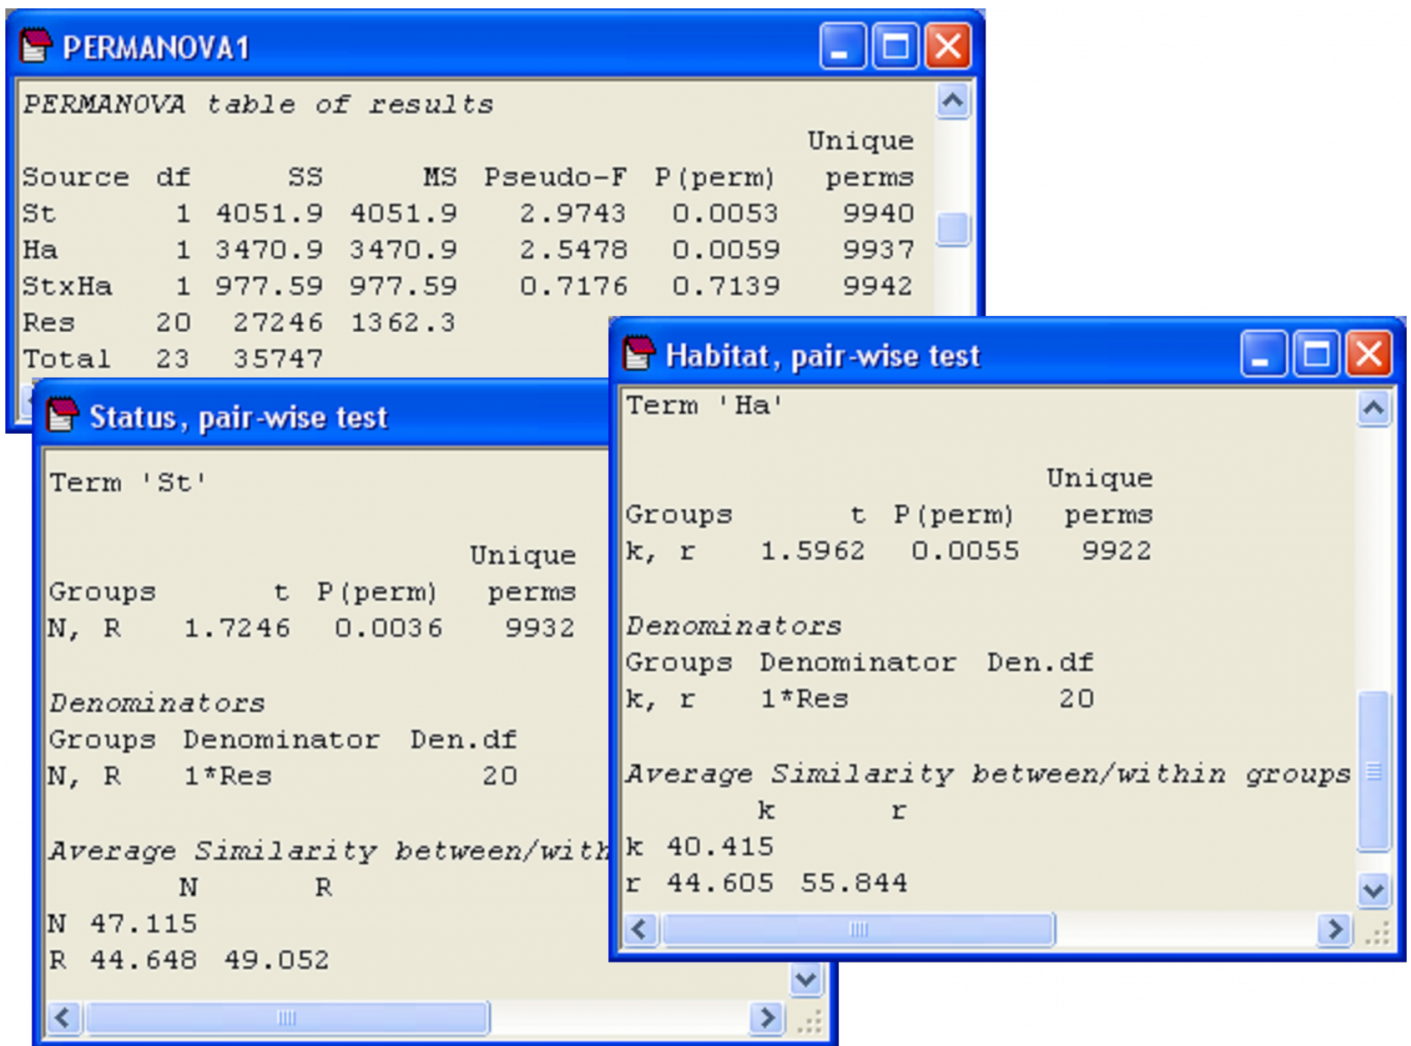 PERMANOVA1
PERMANOVA table of results
Unique
Source df SS MS Pseudo-F P(perm) perms
St 1 4051.9 4051.9 2.9743 0.0053 9940
Ha 1 3470.9 3470.9 2.5478 0.0059 9937
StxHa 1 977.59 977.59 0.7176 0.7139 9942
Res 20 27246 1362.3
Total 23 35747
Status, pair-wise test
Term 'St'
Unique
Groups t P(perm) perms
N, R 1.7246 0.0036 9932
Denominators
Groups Denominator Den.df
N, R 1*Res 20
Average Similarity between/with
N R
N 47.115
R 44.648 49.052
Habitat, pair-wise test
Term 'Ha'
Unique
Groups t P(perm) perms
k, r 1.5962 0.0055 9922
Denominators
Groups Denominator Den.df
k, r 1*Res 20
Average Similarity between/within groups
k r
k 40.415
r 44.605 55.844